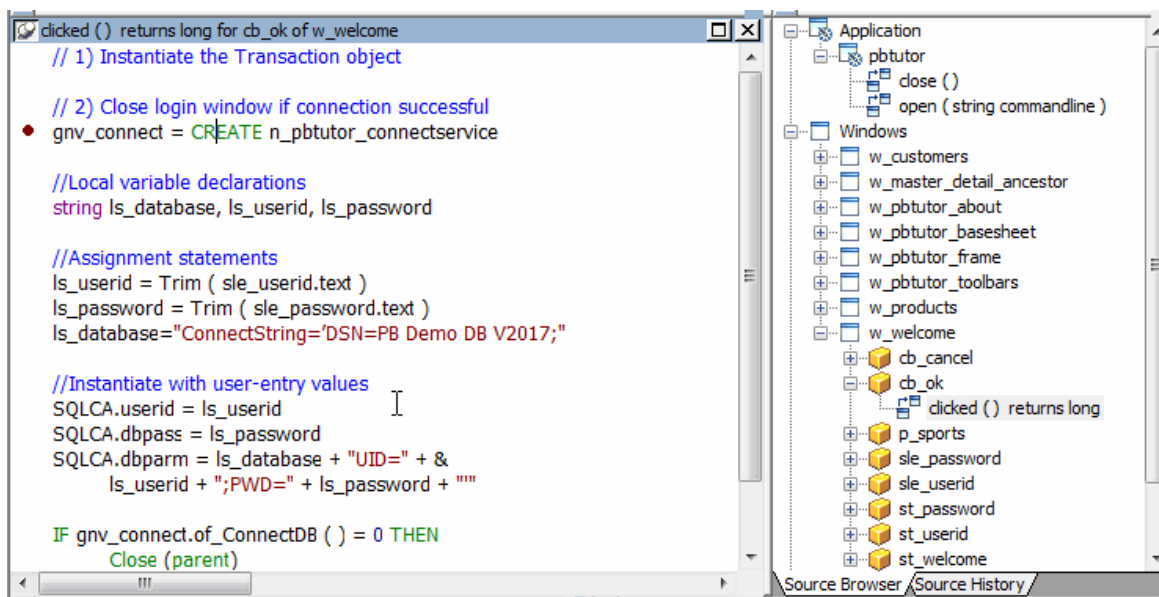 clicked ( ) returns long for cb_ok of w_welcome
// 1) Instantiate the Transaction object
// 2) Close login window if connection successful
gnv_connect = CREATE n_pbtutor_connectservice
//Local variable declarations
string ls_database, ls_userid, ls_password
//Assignment statements
ls_userid = Trim ( sle_userid.text )
ls_password = Trim ( sle_password.text )
ls_database="ConnectString='DSN=PB Demo DB V2017;"
//Instantiate with user-entry values
SQLCA.userid = ls_userid
SQLCA.dbpass = ls_password
SQLCA.dbparm = ls_database + "UID=" + &
ls_userid + ";PWD=" + ls_password + "'"
IF gnv_connect.of_ConnectDB ( ) = 0 THEN
Close (parent)
Application
pbtutor
close ( )
open ( string commandline )
Windows
w_customers
w_master_detail_ancestor
w_pbtutor_about
w_pbtutor_basesheet
w_pbtutor_frame
w_pbtutor_toolbars
w_products
w_welcome
cb_cancel
cb_ok
clicked ( ) returns long
p_sports
sle_password
sle_userid
st_password
st_userid
st_welcome
Source Browser
Source History